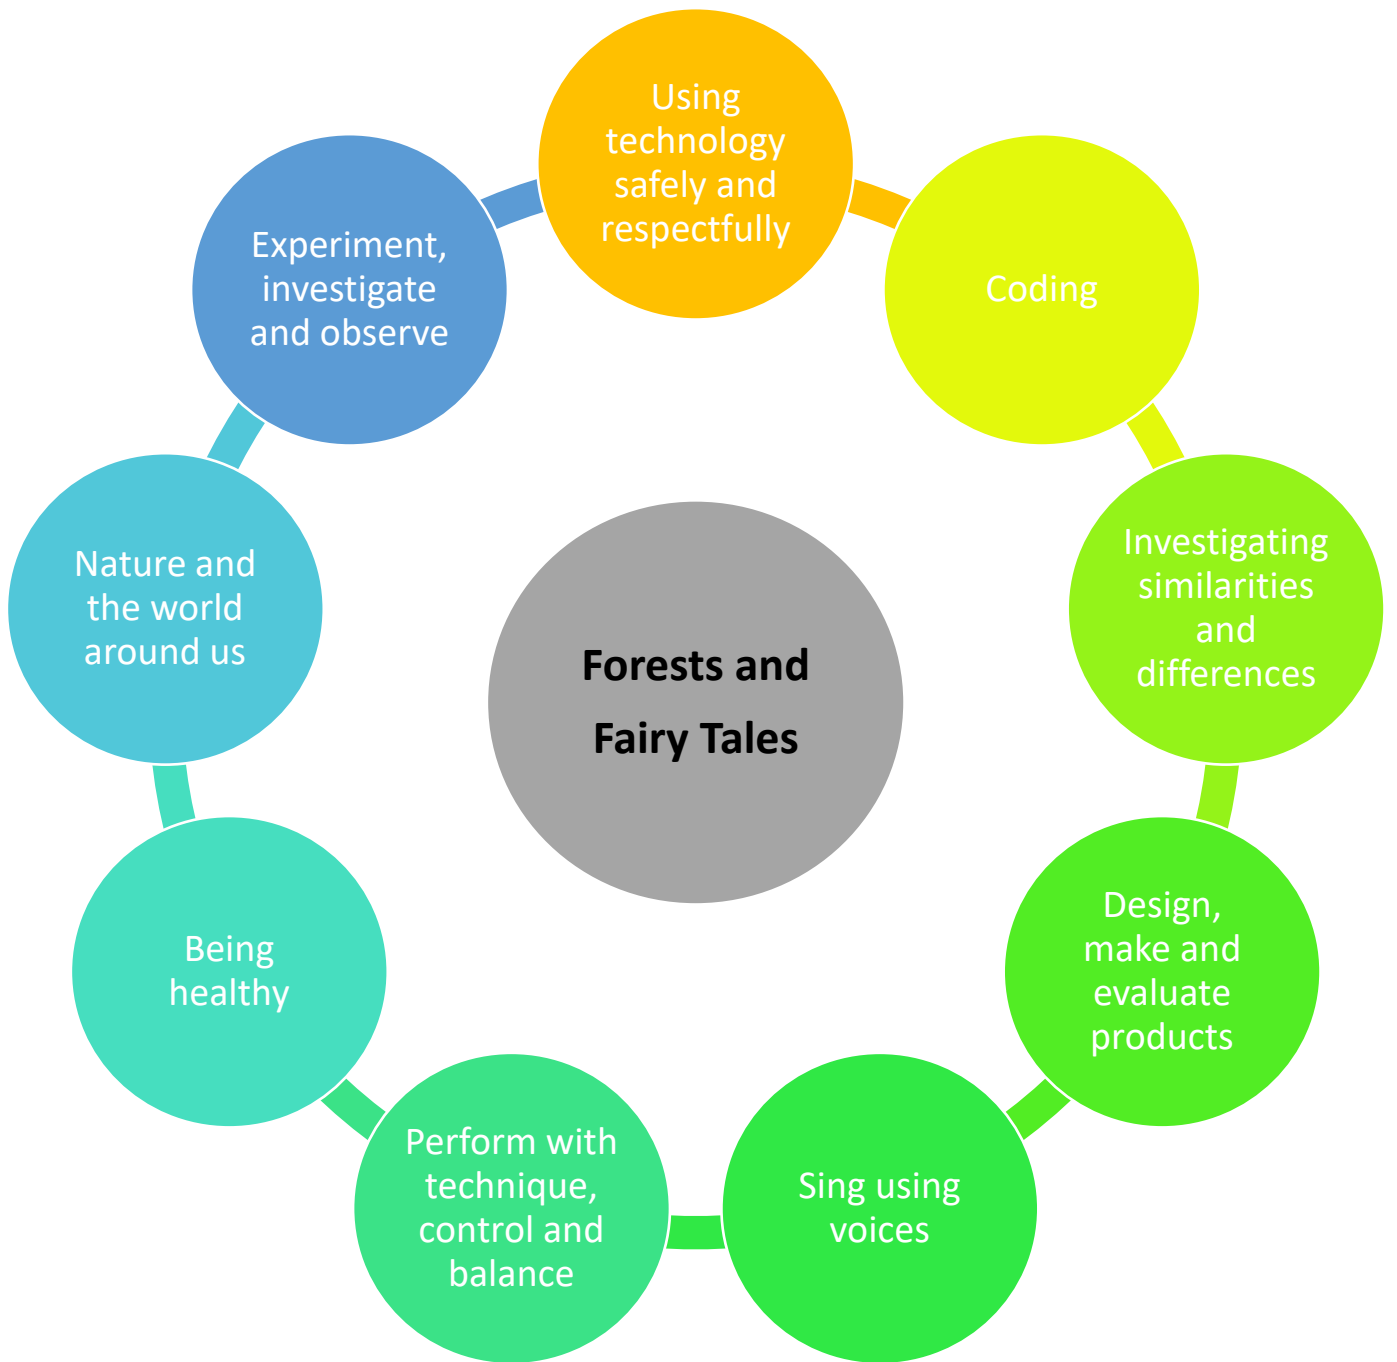 Using
technology
safely and
respectfully
Coding
Investigating
similarities
and
differences
Design,
make and
evaluate
products
Sing using
voices
Perform with
technique,
control and
balance
Being
healthy
Nature and
the world
around us
Experiment,
investigate
and observe
Forests and
Fairy Tales